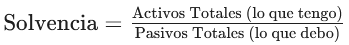 Solvencia = Activos Totales (lo que tengo)
Pasivos Totales (lo que debo)